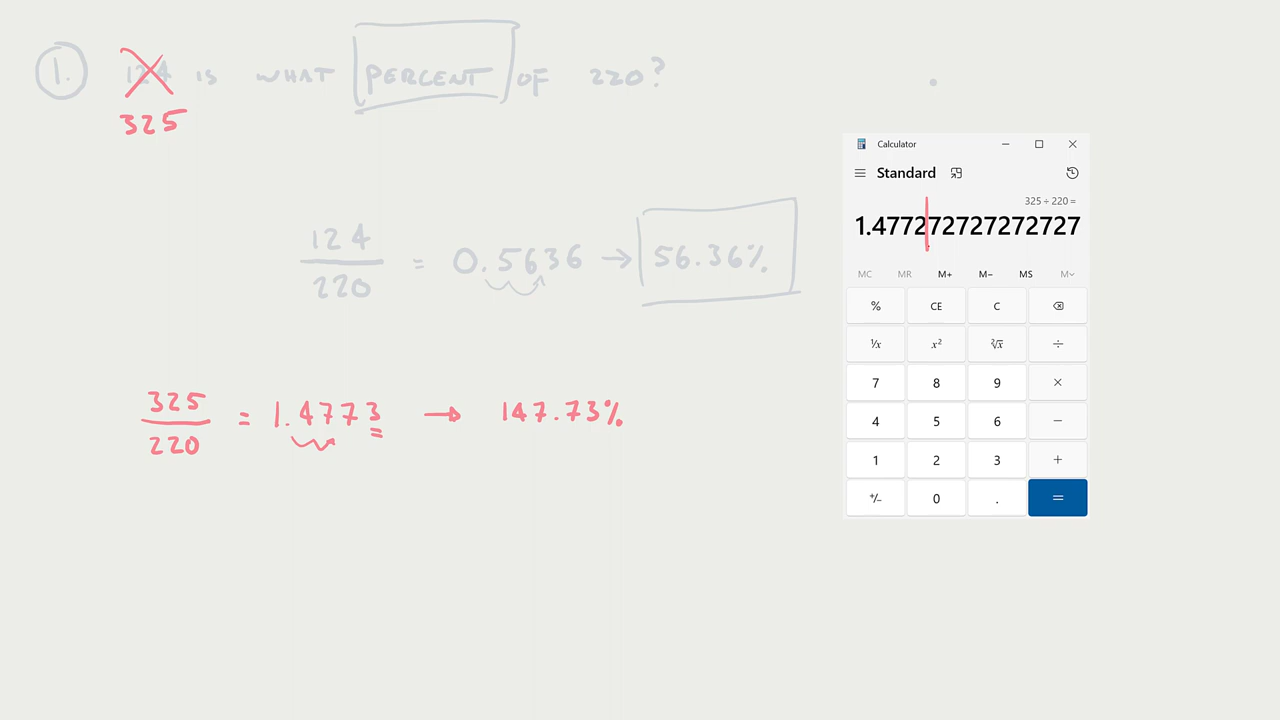 1. 124 IS WHAT PERCENT OF 220?
325
124
220
= 0.5636 → 56.36%
325
220
= 1.4773 → 147.73%
Calculator
Standard
325 ÷ 220 =
1.4772727272727272727
MC MR M+ M− MS M
% CE C
¹/x x² ²√x ÷
7 8 9 ×
4 5 6 −
1 2 3 +
+/− 0 . =